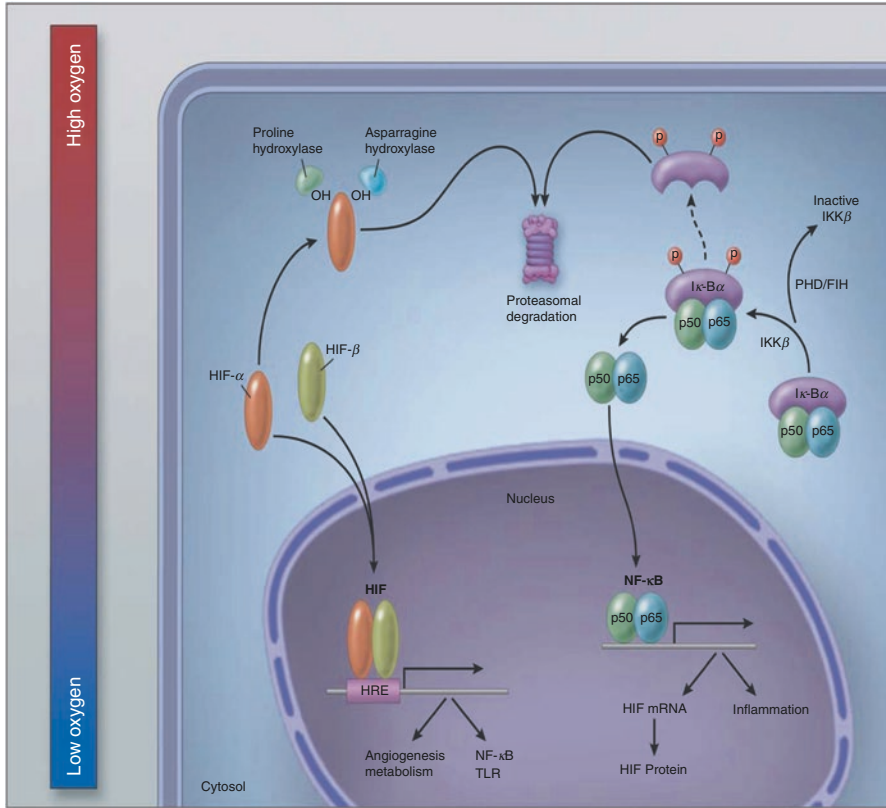 High oxygen
Low oxygen
Proline
hydroxylase
Asparragine
hydroxylase
OH
OH
HIF-α
HIF-β
Proteasomal
degradation
P
P
Inactive
IKKβ
P
P
Iκ-Bα
p50
p65
PHD/FIH
IKKβ
p50
p65
Iκ-Bα
p50
p65
Nucleus
HIF
HRE
Angiogenesis
metabolism
NF-κB
TLR
NF-κB
p50
p65
HIF mRNA
Inflammation
HIF Protein
Cytosol